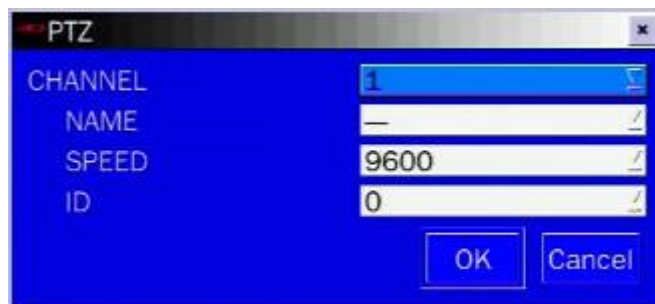 PTZ
CHANNEL 1
NAME —
SPEED 9600
ID 0
OK Cancel